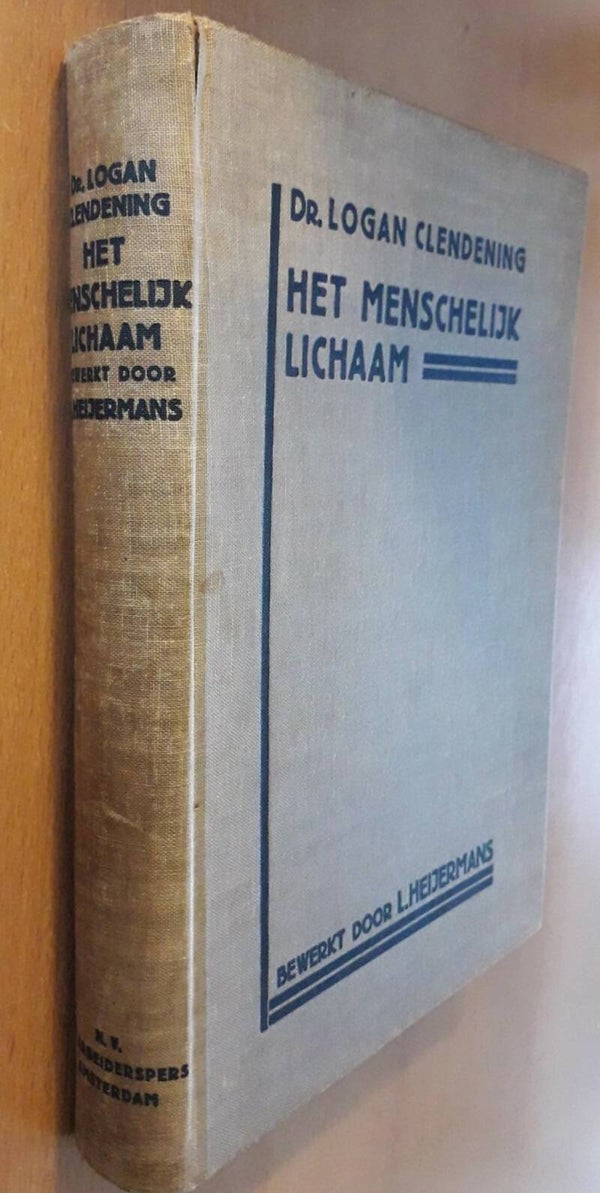 DR. LOGAN
CLENDENING
HET
MENSCHELIJK
LICHAAM
BEWERKT DOOR
L. HEIJERMANS
N.V.
ARBEIDERSPERS
AMSTERDAM
DR. LOGAN CLENDENING
HET MENSCHELIJK
LICHAAM
BEWERKT DOOR L. HEIJERMANS